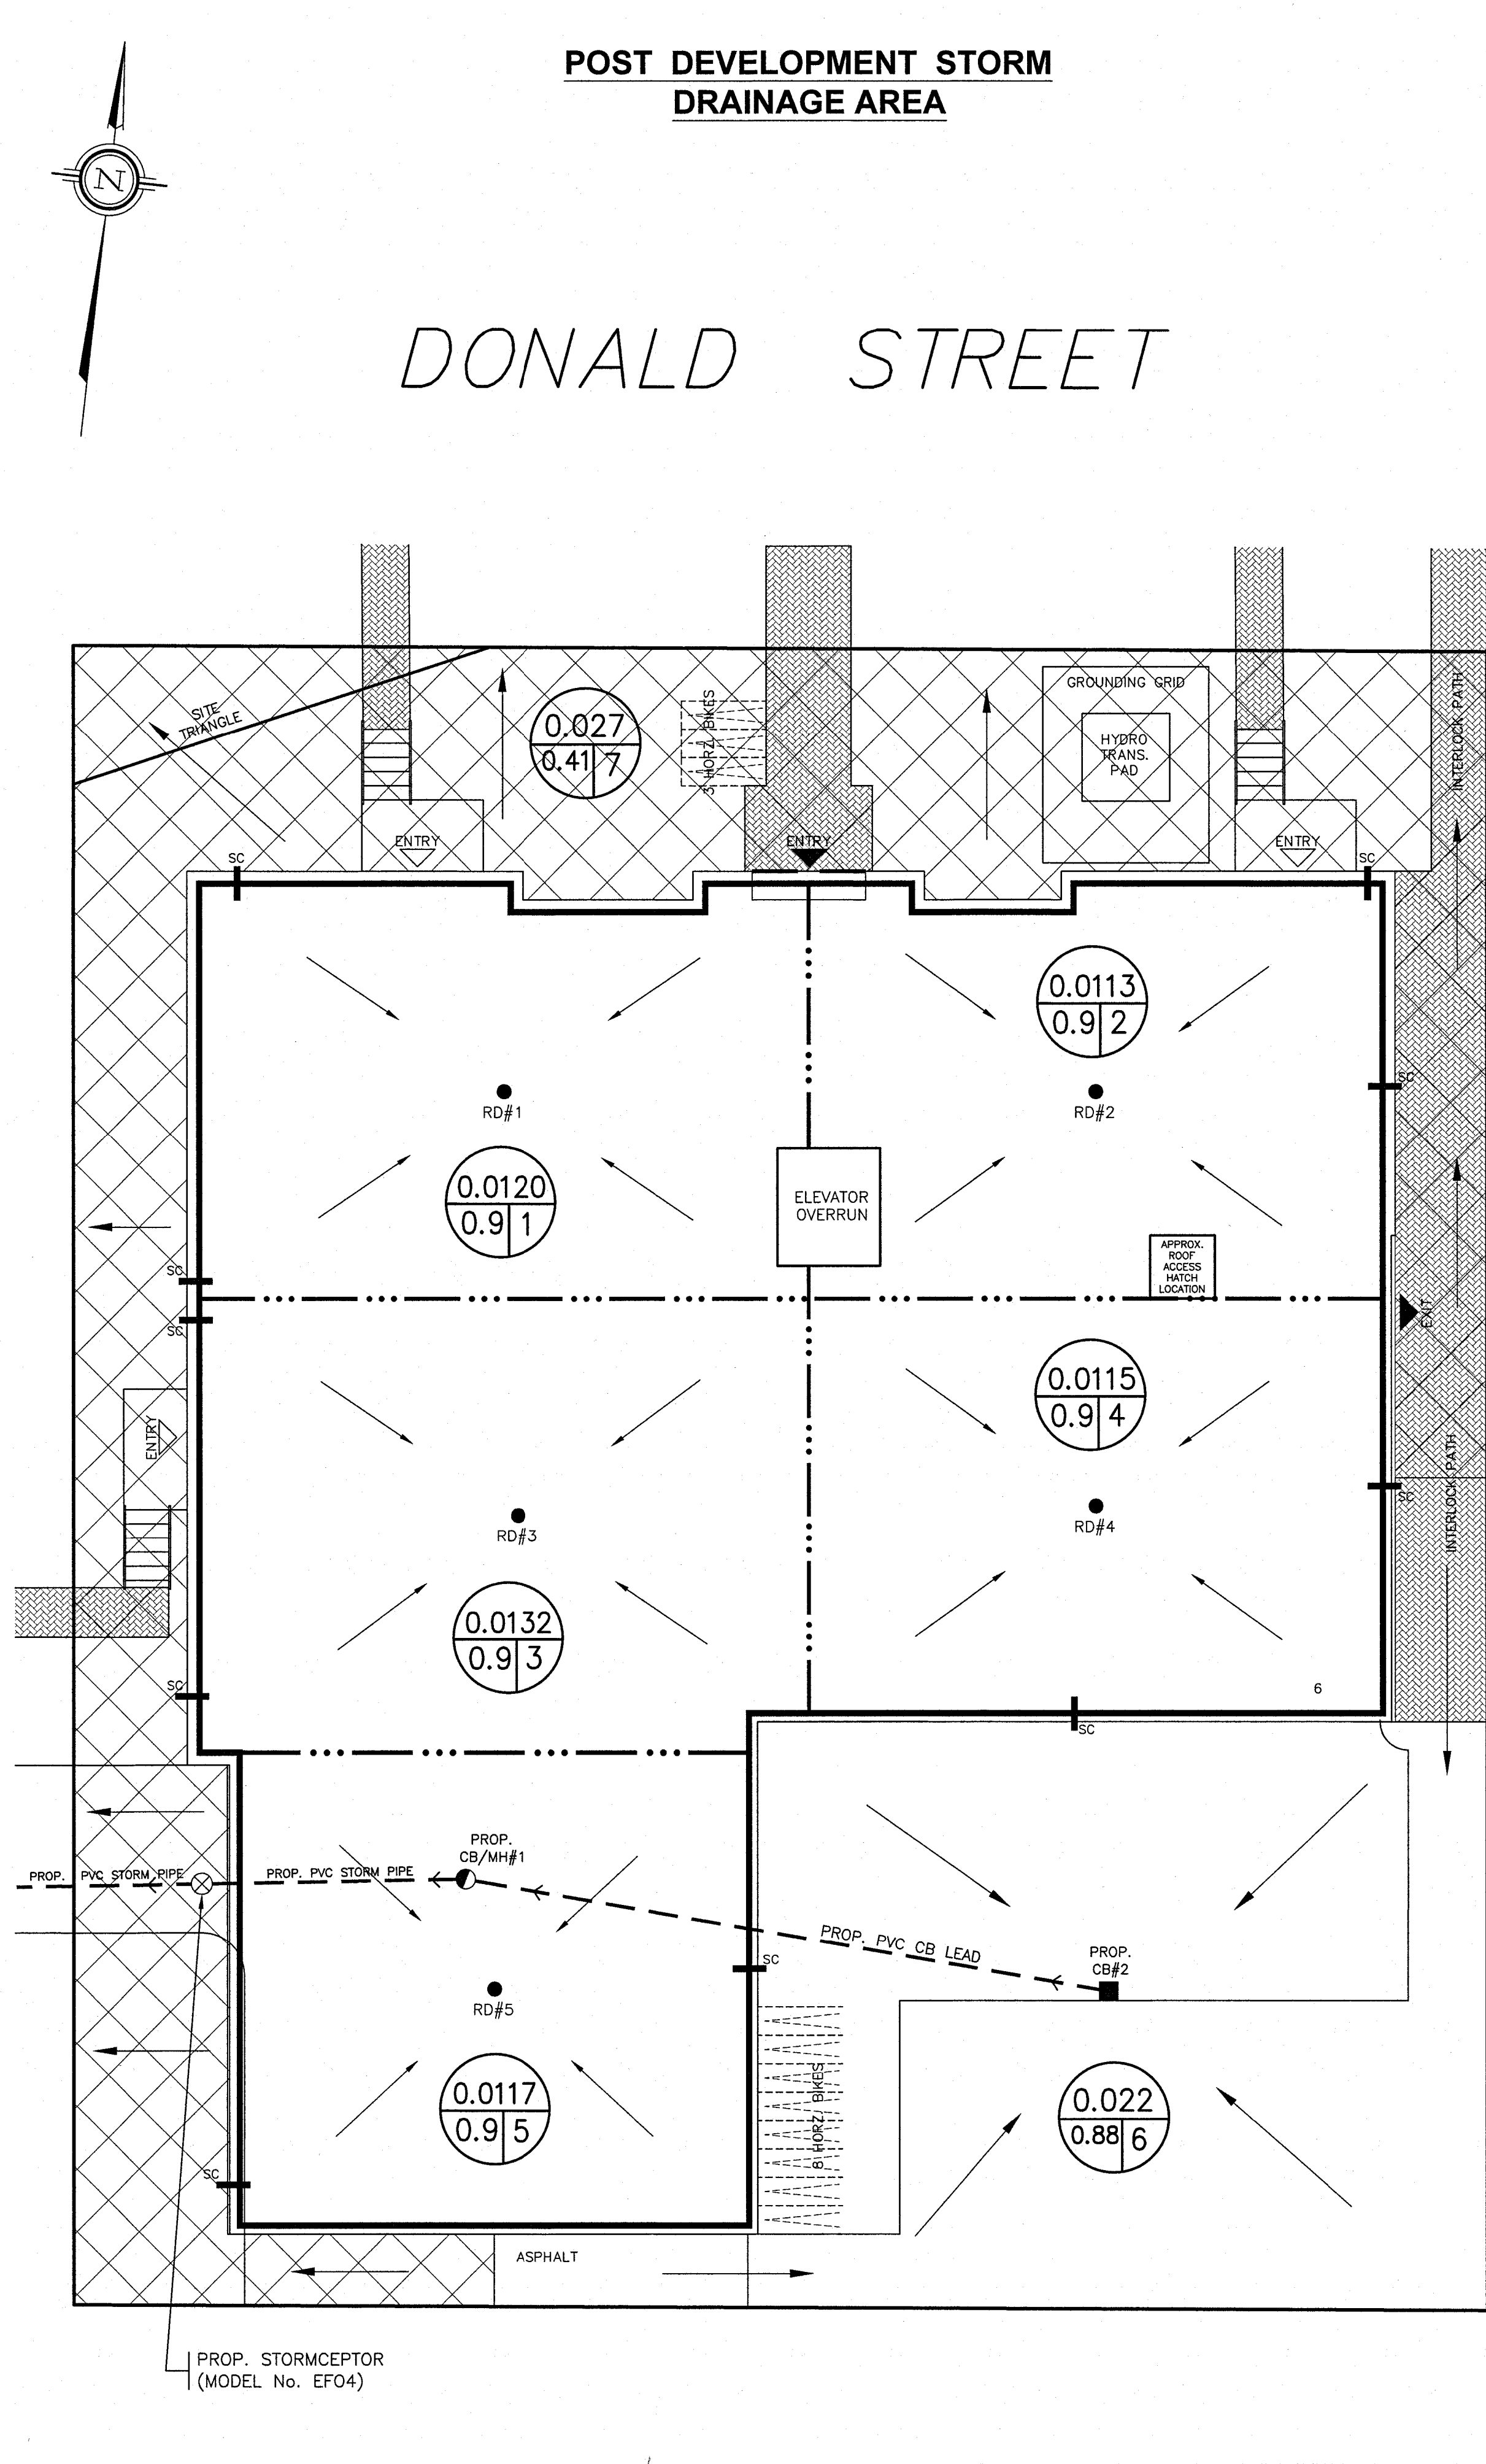 POST DEVELOPMENT STORM
DRAINAGE AREA
N
DONALD STREET
SITE
TRIANGLE
0.027
0.41 7
3 HORZ. BIKES
GROUNDING GRID
HYDRO
TRANS.
PAD
INTERLOCK PATH
ENTRY
ENTRY
ENTRY
SC
SC
0.0113
0.9 2
SC
RD#1
RD#2
0.0120
0.9 1
ELEVATOR
OVERRUN
APPROX.
ROOF
ACCESS
HATCH
LOCATION
SC
SC
EXIT
0.0115
0.9 4
ENTRY
INTERLOCK PATH
SC
RD#3
RD#4
0.0132
0.9 3
SC
6
SC
PROP.
CB/MH#1
PROP. PVC STORM PIPE
PROP. PVC STORM PIPE
PROP. PVC CB LEAD
PROP.
CB#2
SC
RD#5
8 HORZ. BIKES
0.0117
0.9 5
0.022
0.88 6
SC
ASPHALT
PROP. STORMCEPTOR
(MODEL No. EFO4)